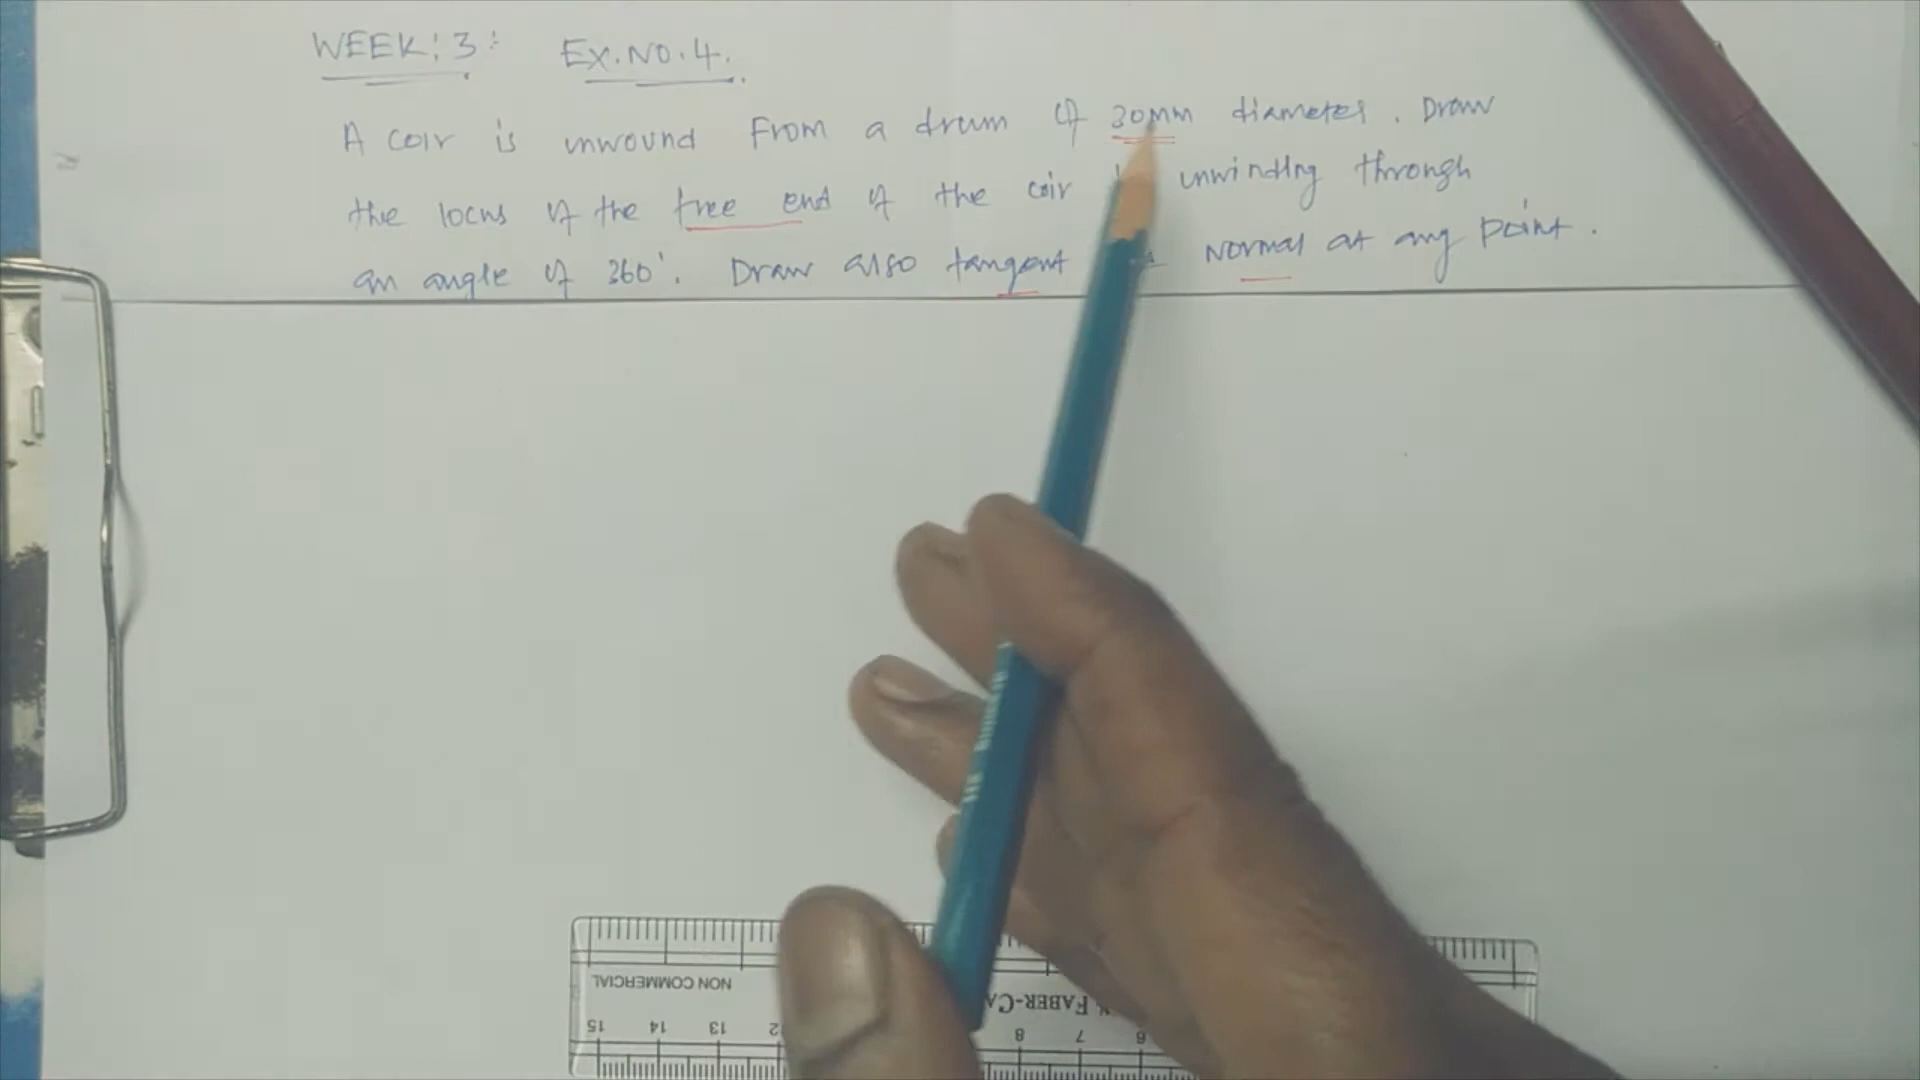 WEEK: 3: Ex.No.4.
A coir is unwound From a drum of 30mm diameter. Draw
the locus of the free end of the coir unwinding through
an angle of 360°. Draw also tangent Normal at any point.
NON COMMERCIAL
15 14 13 8 7 6